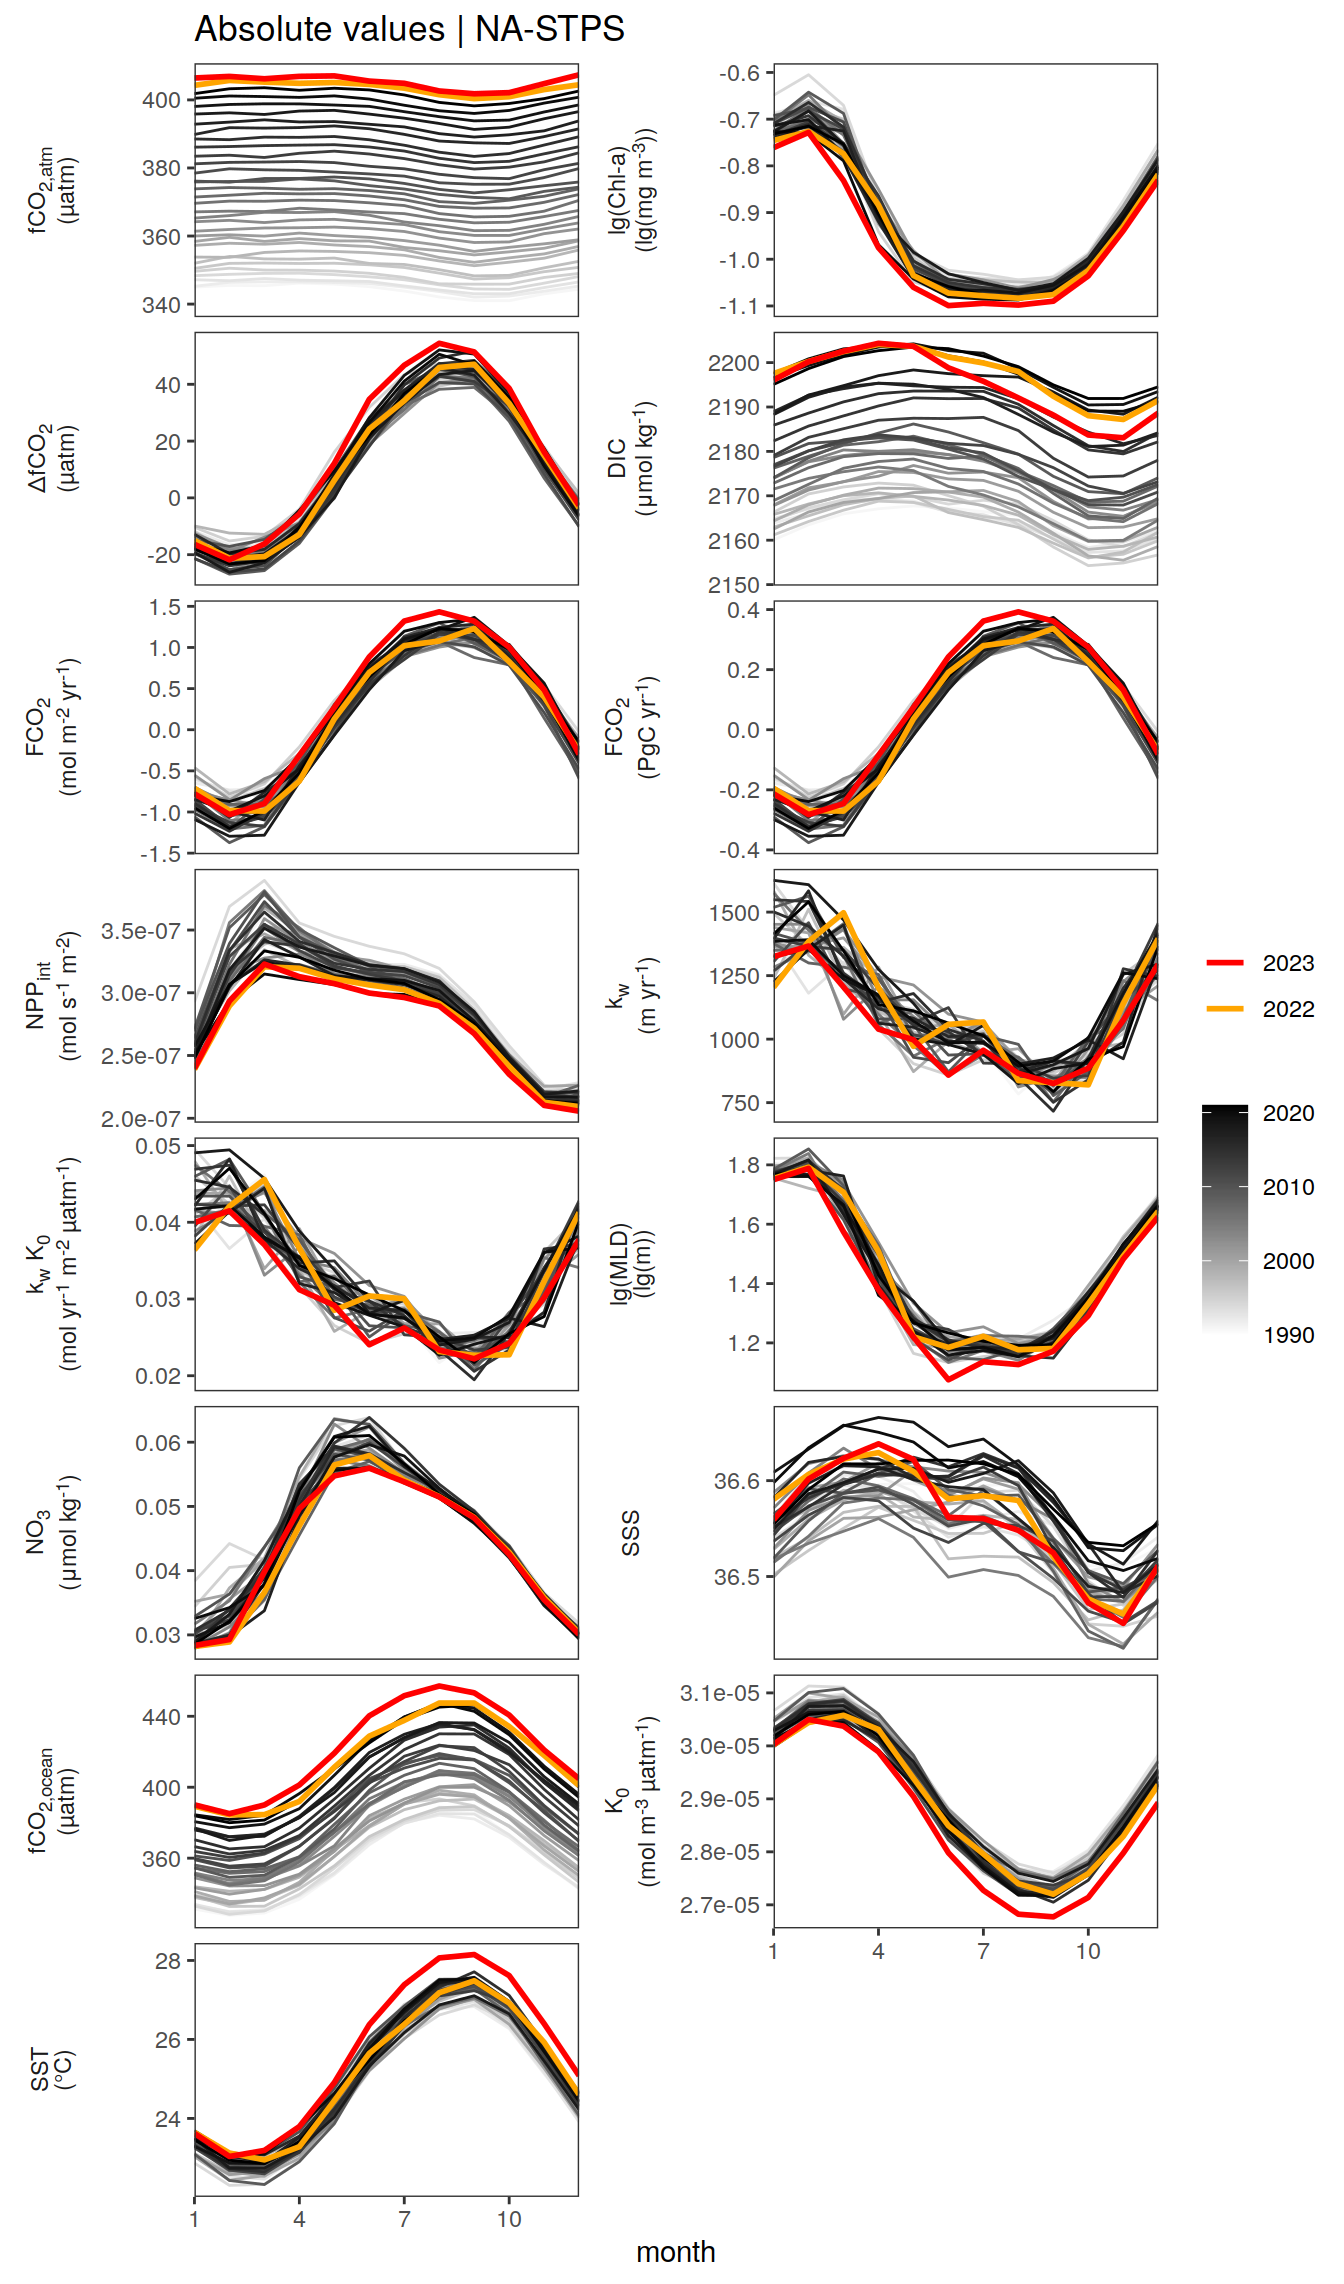 Absolute values | NA-STPS
fCO2,atm
(µatm)
400
380
360
340
lg(Chl-a)
(lg(mg m-3))
-0.6
-0.7
-0.8
-0.9
-1.0
-1.1
ΔfCO2
(µatm)
40
20
0
-20
DIC
(µmol kg-1)
2200
2190
2180
2170
2160
2150
FCO2
(mol m-2 yr-1)
1.5
1.0
0.5
0.0
-0.5
-1.0
-1.5
FCO2
(PgC yr-1)
0.4
0.2
0.0
-0.2
-0.4
NPPint
(mol s-1 m-2)
3.5e-07
3.0e-07
2.5e-07
2.0e-07
kw
(m yr-1)
1500
1250
1000
750
kw K0
(mol yr-1 m-2 µatm-1)
0.05
0.04
0.03
0.02
lg(MLD)
(lg(m))
1.8
1.6
1.4
1.2
NO3
(µmol kg-1)
0.06
0.05
0.04
0.03
SSS
36.6
36.5
fCO2,ocean
(µatm)
440
400
360
K0
(mol m-3 µatm-1)
3.1e-05
3.0e-05
2.9e-05
2.8e-05
2.7e-05
1 4 7 10
SST
(°C)
28
26
24
1 4 7 10
month
2023
2022
2020
2010
2000
1990